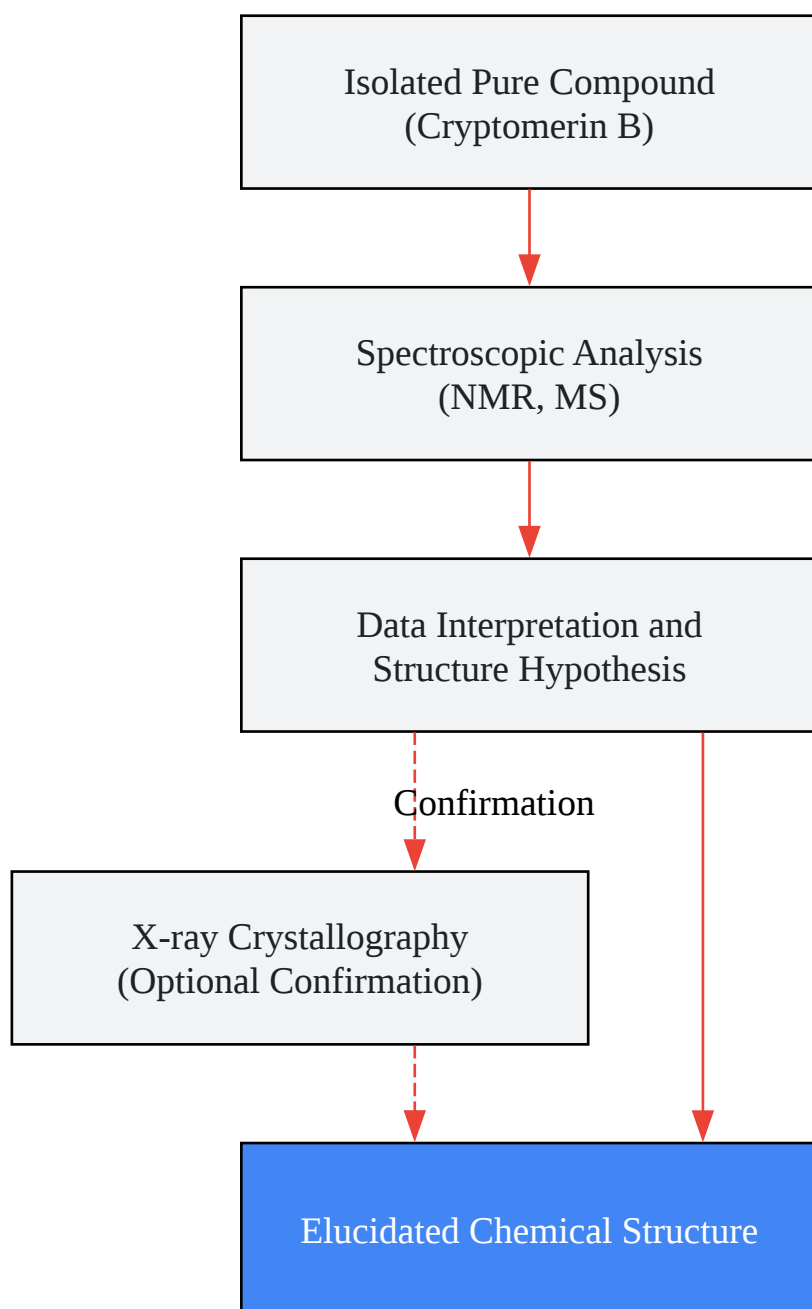 Isolated Pure Compound
(Cryptomerin B)
Spectroscopic Analysis
(NMR, MS)
Data Interpretation and
Structure Hypothesis
Confirmation
X-ray Crystallography
(Optional Confirmation)
Elucidated Chemical Structure